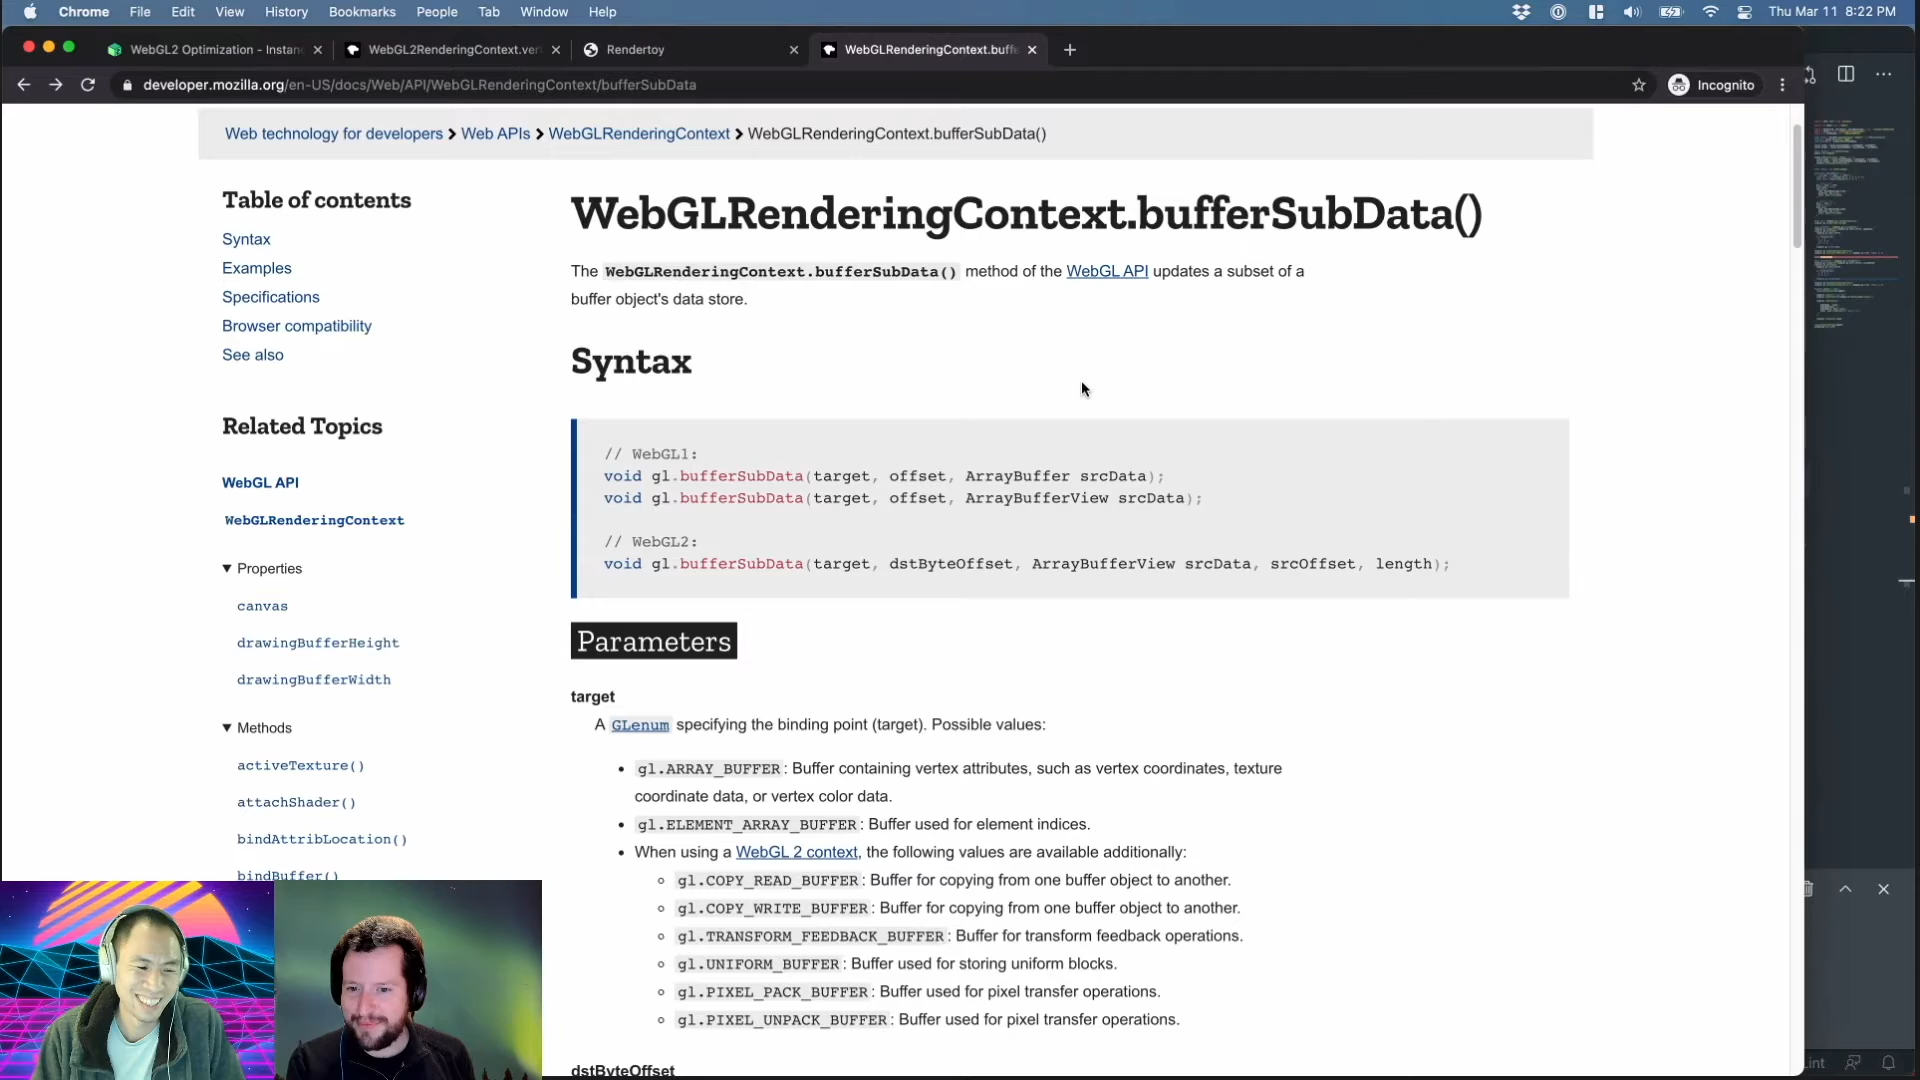 Chrome File Edit View History Bookmarks People Tab Window Help Thu Mar 11 8:22 PM
WebGL2 Optimization - Instan WebGL2RenderingContext.ver Rendertoy WebGLRenderingContext.buff
developer.mozilla.org/en-US/docs/Web/API/WebGLRenderingContext/bufferSubData Incognito
Web technology for developers Web APIs WebGLRenderingContext WebGLRenderingContext.bufferSubData()
Table of contents
Syntax
Examples
Specifications
Browser compatibility
See also
Related Topics
WebGL API
WebGLRenderingContext
Properties
canvas
drawingBufferHeight
drawingBufferWidth
Methods
activeTexture()
attachShader()
bindAttribLocation()
bindBuffer()
WebGLRenderingContext.bufferSubData()
The WebGLRenderingContext.bufferSubData() method of the WebGL API updates a subset of a
buffer object's data store.
Syntax
// WebGL1:
void gl.bufferSubData(target, offset, ArrayBuffer srcData);
void gl.bufferSubData(target, offset, ArrayBufferView srcData);
// WebGL2:
void gl.bufferSubData(target, dstByteOffset, ArrayBufferView srcData, srcOffset, length);
Parameters
target
A GLenum specifying the binding point (target). Possible values:
• gl.ARRAY_BUFFER: Buffer containing vertex attributes, such as vertex coordinates, texture
coordinate data, or vertex color data.
• gl.ELEMENT_ARRAY_BUFFER: Buffer used for element indices.
• When using a WebGL 2 context, the following values are available additionally:
gl.COPY_READ_BUFFER: Buffer for copying from one buffer object to another.
gl.COPY_WRITE_BUFFER: Buffer for copying from one buffer object to another.
gl.TRANSFORM_FEEDBACK_BUFFER: Buffer for transform feedback operations.
gl.UNIFORM_BUFFER: Buffer used for storing uniform blocks.
gl.PIXEL_PACK_BUFFER: Buffer used for pixel transfer operations.
gl.PIXEL_UNPACK_BUFFER: Buffer used for pixel transfer operations.
dstByteOffset